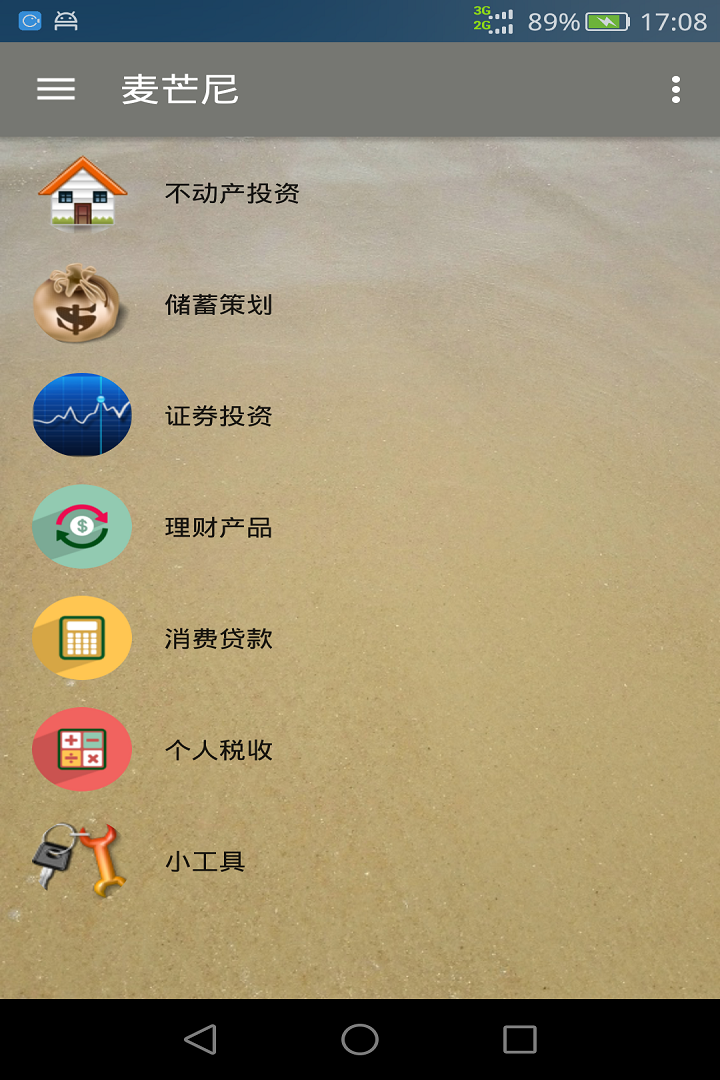 3G
2G
89%
17:08
麦芒尼
不动产投资
储蓄策划
证券投资
理财产品
消费贷款
个人税收
小工具